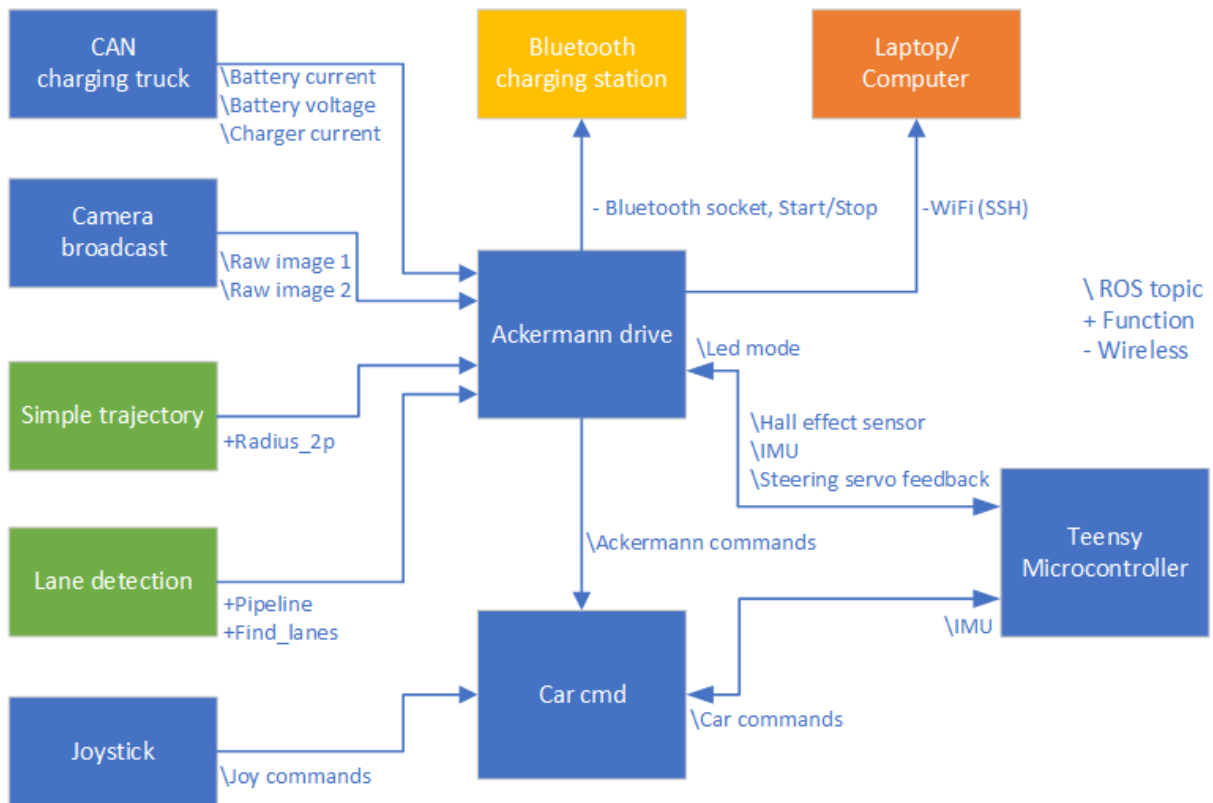 CAN
charging truck
\Battery current
\Battery voltage
\Charger current
Bluetooth
charging station
Laptop/
Computer
Camera
broadcast
\Raw image 1
\Raw image 2
- Bluetooth socket, Start/Stop
-WiFi (SSH)
Ackermann drive
\ ROS topic
+ Function
- Wireless
\Led mode
Simple trajectory
+Radius_2p
\Hall effect sensor
\IMU
\Steering servo feedback
Teensy
Microcontroller
\Ackermann commands
Lane detection
+Pipeline
+Find_lanes
\IMU
Car cmd
\Car commands
Joystick
\Joy commands